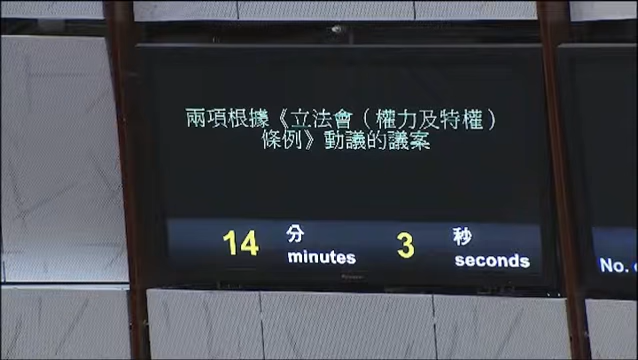 兩項根據《立法會（權力及特權）
條例》動議的議案
14 分 3 秒
minutes seconds
No.